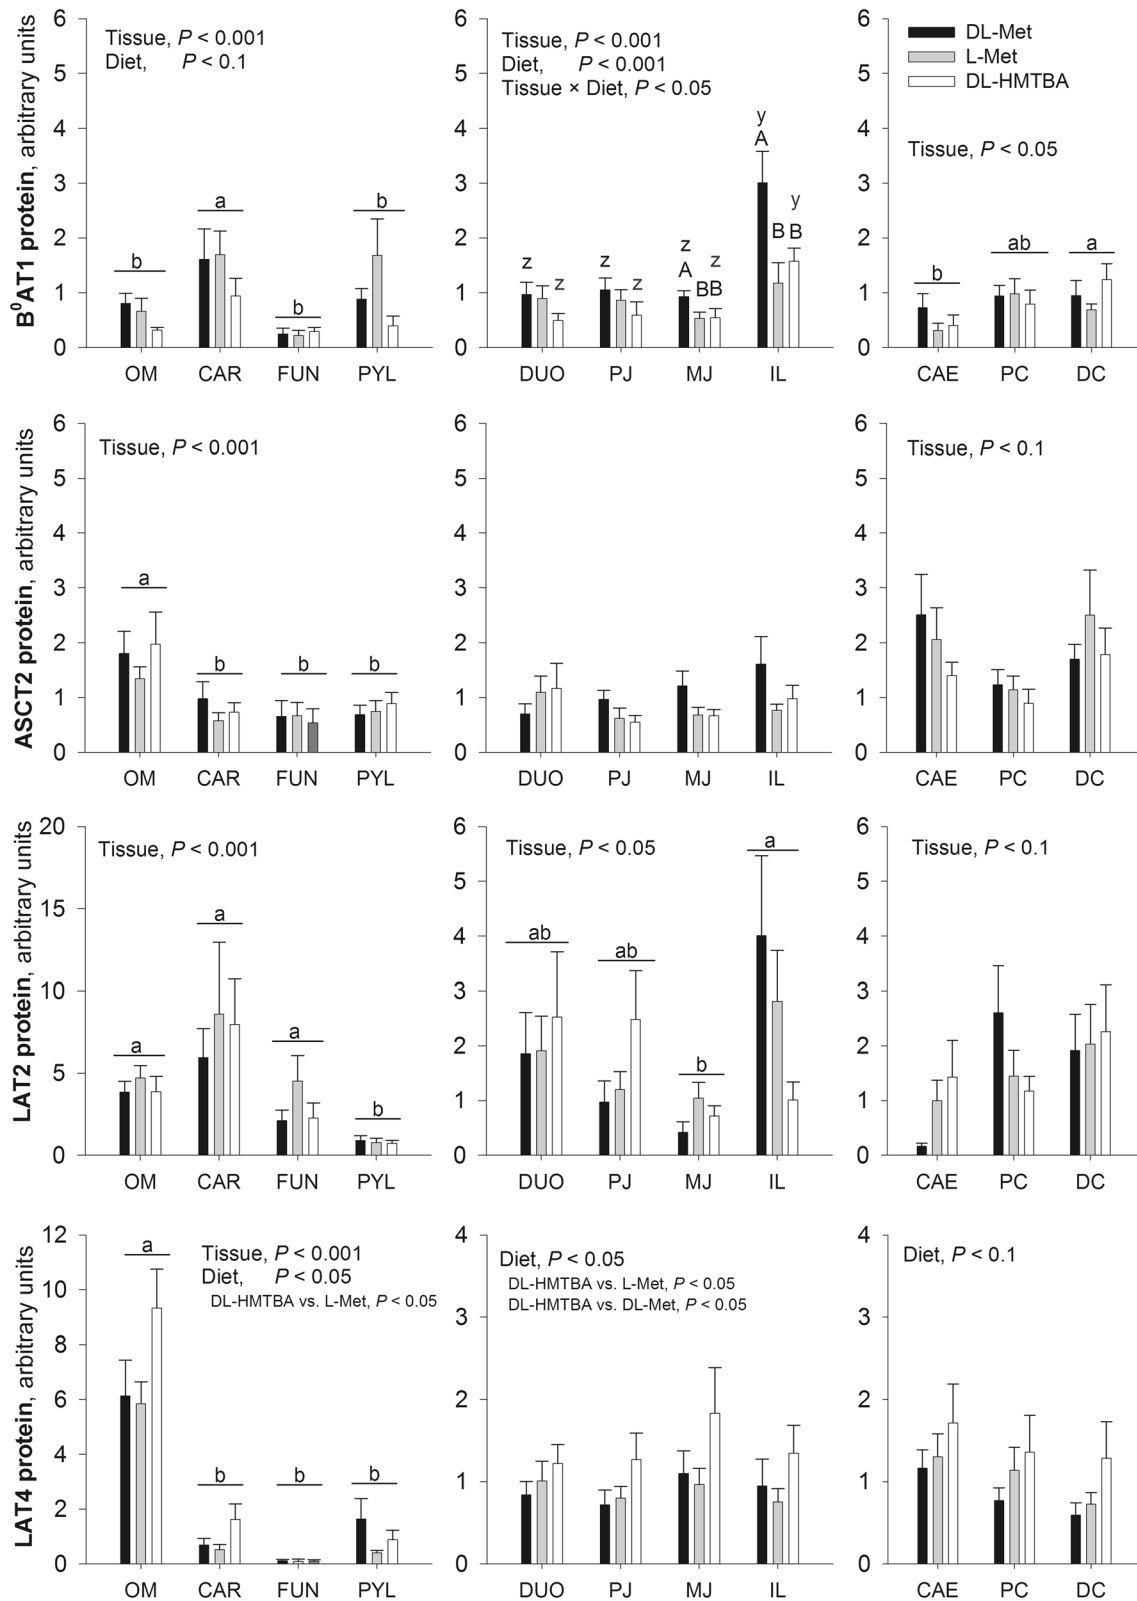 B⁰AT1 protein, arbitrary units
6
5
4
3
2
1
0
Tissue, P < 0.001
Diet, P < 0.1
b
a
b
b
OM CAR FUN PYL
6
5
4
3
2
1
0
Tissue, P < 0.001
Diet, P < 0.001
Tissue × Diet, P < 0.05
z z
z z
z z
A B B
y y
A B B
DUO PJ MJ IL
6
5
4
3
2
1
0
DL-Met
L-Met
DL-HMTBA
Tissue, P < 0.05
b
ab
a
CAE PC DC
ASCT2 protein, arbitrary units
6
5
4
3
2
1
0
Tissue, P < 0.001
a
b
b
b
OM CAR FUN PYL
6
5
4
3
2
1
0
DUO PJ MJ IL
6
5
4
3
2
1
0
Tissue, P < 0.1
CAE PC DC
LAT2 protein, arbitrary units
20
15
10
5
0
Tissue, P < 0.001
a
a
a
b
OM CAR FUN PYL
6
5
4
3
2
1
0
Tissue, P < 0.05
ab
ab
b
a
DUO PJ MJ IL
6
5
4
3
2
1
0
Tissue, P < 0.1
CAE PC DC
LAT4 protein, arbitrary units
12
10
8
6
4
2
0
Tissue, P < 0.001
Diet, P < 0.05
DL-HMTBA vs. L-Met, P < 0.05
a
b
b
b
OM CAR FUN PYL
4
3
2
1
0
Diet, P < 0.05
DL-HMTBA vs. L-Met, P < 0.05
DL-HMTBA vs. DL-Met, P < 0.05
DUO PJ MJ IL
4
3
2
1
0
Diet, P < 0.1
CAE PC DC